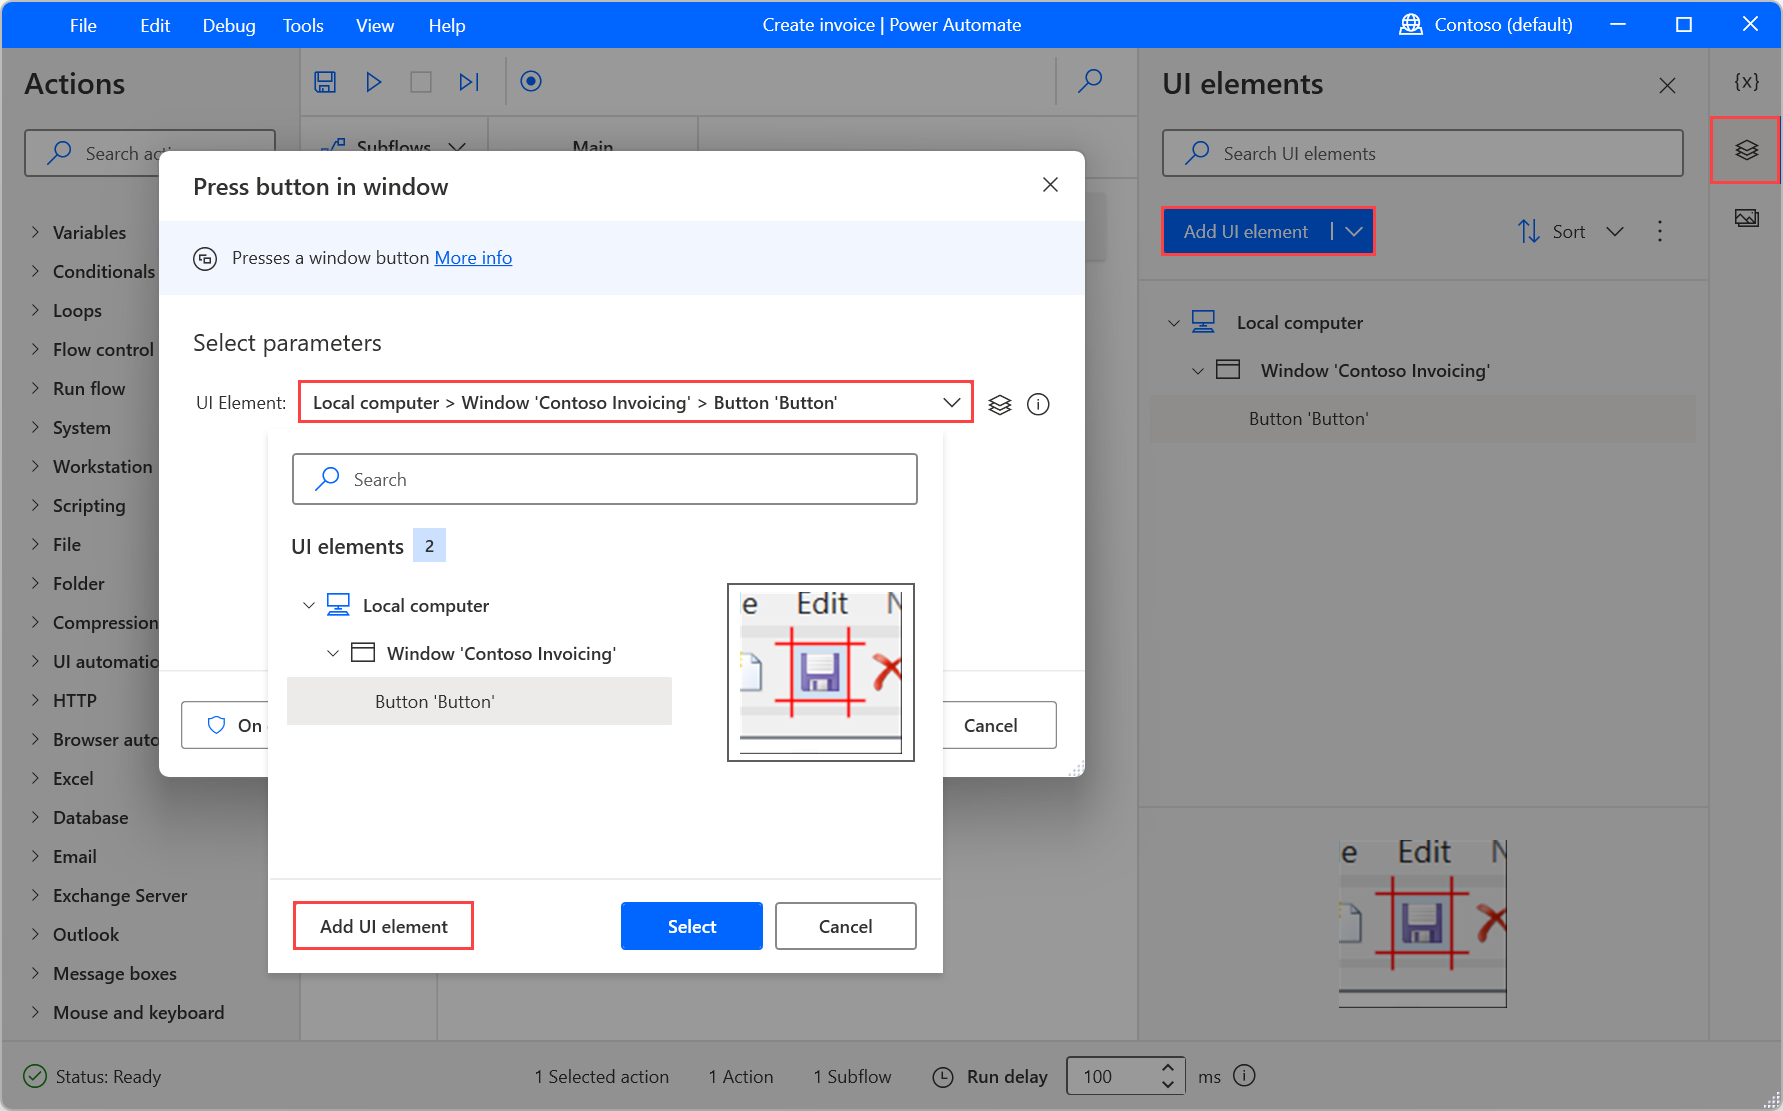 File Edit Debug Tools View Help
Create invoice | Power Automate
Contoso (default)
Actions
Search
Variables
Conditionals
Loops
Flow control
Run flow
System
Workstation
Scripting
File
Folder
Compression
UI automatio
HTTP
Browser auto
Excel
Database
Email
Exchange Server
Outlook
Message boxes
Mouse and keyboard
Subflows
Main
Press button in window
Presses a window button More info
Select parameters
UI Element: Local computer > Window 'Contoso Invoicing' > Button 'Button'
Search
UI elements 2
Local computer
Window 'Contoso Invoicing'
Button 'Button'
e Edit
On
Cancel
Add UI element
Select
Cancel
UI elements
{x}
Search UI elements
Add UI element
Sort
Local computer
Window 'Contoso Invoicing'
Button 'Button'
e Edit
Status: Ready
1 Selected action
1 Action
1 Subflow
Run delay
100
ms